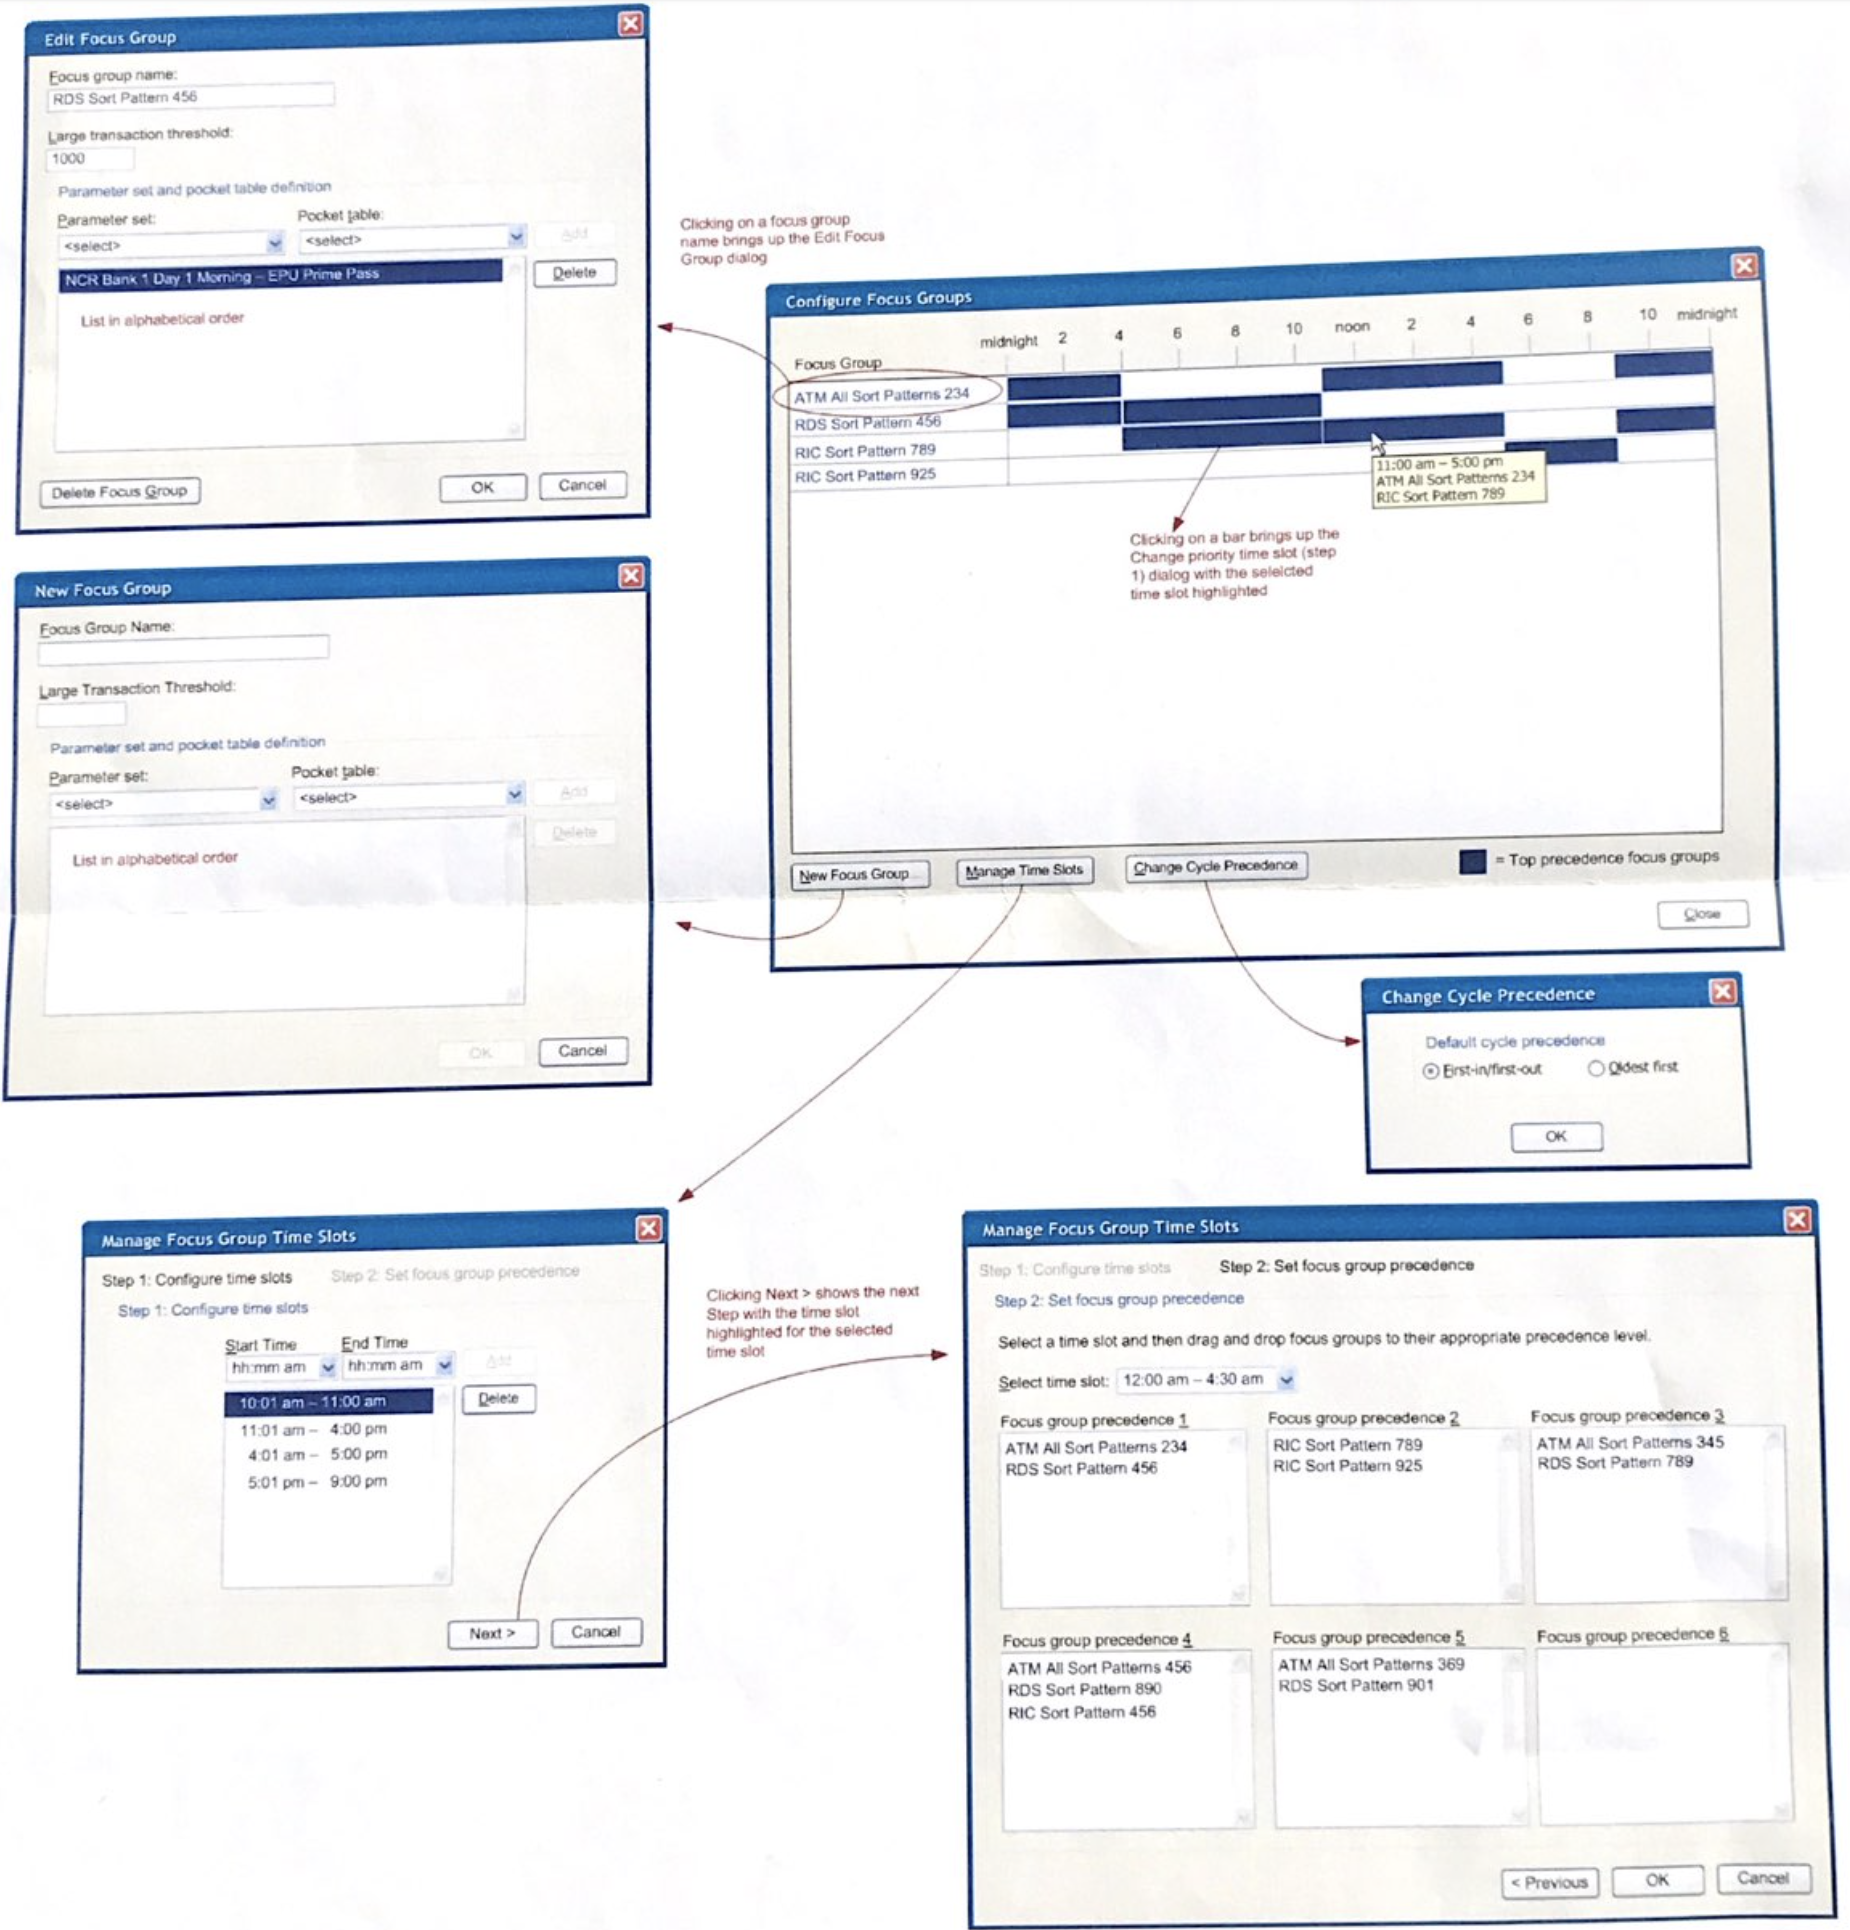 Edit Focus Group
Focus group name:
RDS Sort Pattern 456
Large transaction threshold:
1000
Parameter set and pocket table definition
Parameter set:
Pocket table:
<select>
<select>
Add
NCR Bank 1 Day 1 Morning – EPU Prime Pass
Delete
List in alphabetical order
Delete Focus Group
OK
Cancel
Clicking on a focus group
name brings up the Edit Focus
Group dialog
Configure Focus Groups
midnight 2 4 6 8 10 noon 2 4 6 8 10 midnight
Focus Group
ATM All Sort Patterns 234
RDS Sort Pattern 456
RIC Sort Pattern 789
RIC Sort Pattern 925
11:00 am – 5:00 pm
ATM All Sort Patterns 234
RIC Sort Pattern 789
Clicking on a bar brings up the
Change priority time slot (step
1) dialog with the seleicted
time slot highlighted
New Focus Group
Manage Time Slots
Change Cycle Precedence
= Top precedence focus groups
Close
New Focus Group
Focus Group Name:
Large Transaction Threshold:
Parameter set and pocket table definition
Parameter set:
Pocket table:
<select>
<select>
Add
Delete
List in alphabetical order
OK
Cancel
Change Cycle Precedence
Default cycle precedence
First-in/first-out
Oldest first
OK
Manage Focus Group Time Slots
Step 1: Configure time slots
Step 2: Set focus group precedence
Step 1: Configure time slots
Start Time
End Time
hh:mm am
hh:mm am
Add
10:01 am – 11:00 am
Delete
11:01 am – 4:00 pm
4:01 am – 5:00 pm
5:01 pm – 9:00 pm
Next >
Cancel
Clicking Next > shows the next
Step with the time slot
highlighted for the selected
time slot
Manage Focus Group Time Slots
Step 1: Configure time slots
Step 2: Set focus group precedence
Step 2: Set focus group precedence
Select a time slot and then drag and drop focus groups to their appropriate precedence level.
Select time slot: 12:00 am – 4:30 am
Focus group precedence 1
ATM All Sort Patterns 234
RDS Sort Pattern 456
Focus group precedence 2
RIC Sort Pattern 789
RIC Sort Pattern 925
Focus group precedence 3
ATM All Sort Patterns 345
RDS Sort Pattern 789
Focus group precedence 4
ATM All Sort Patterns 456
RDS Sort Pattern 890
RIC Sort Pattern 456
Focus group precedence 5
ATM All Sort Patterns 369
RDS Sort Pattern 901
Focus group precedence 6
< Previous
OK
Cancel